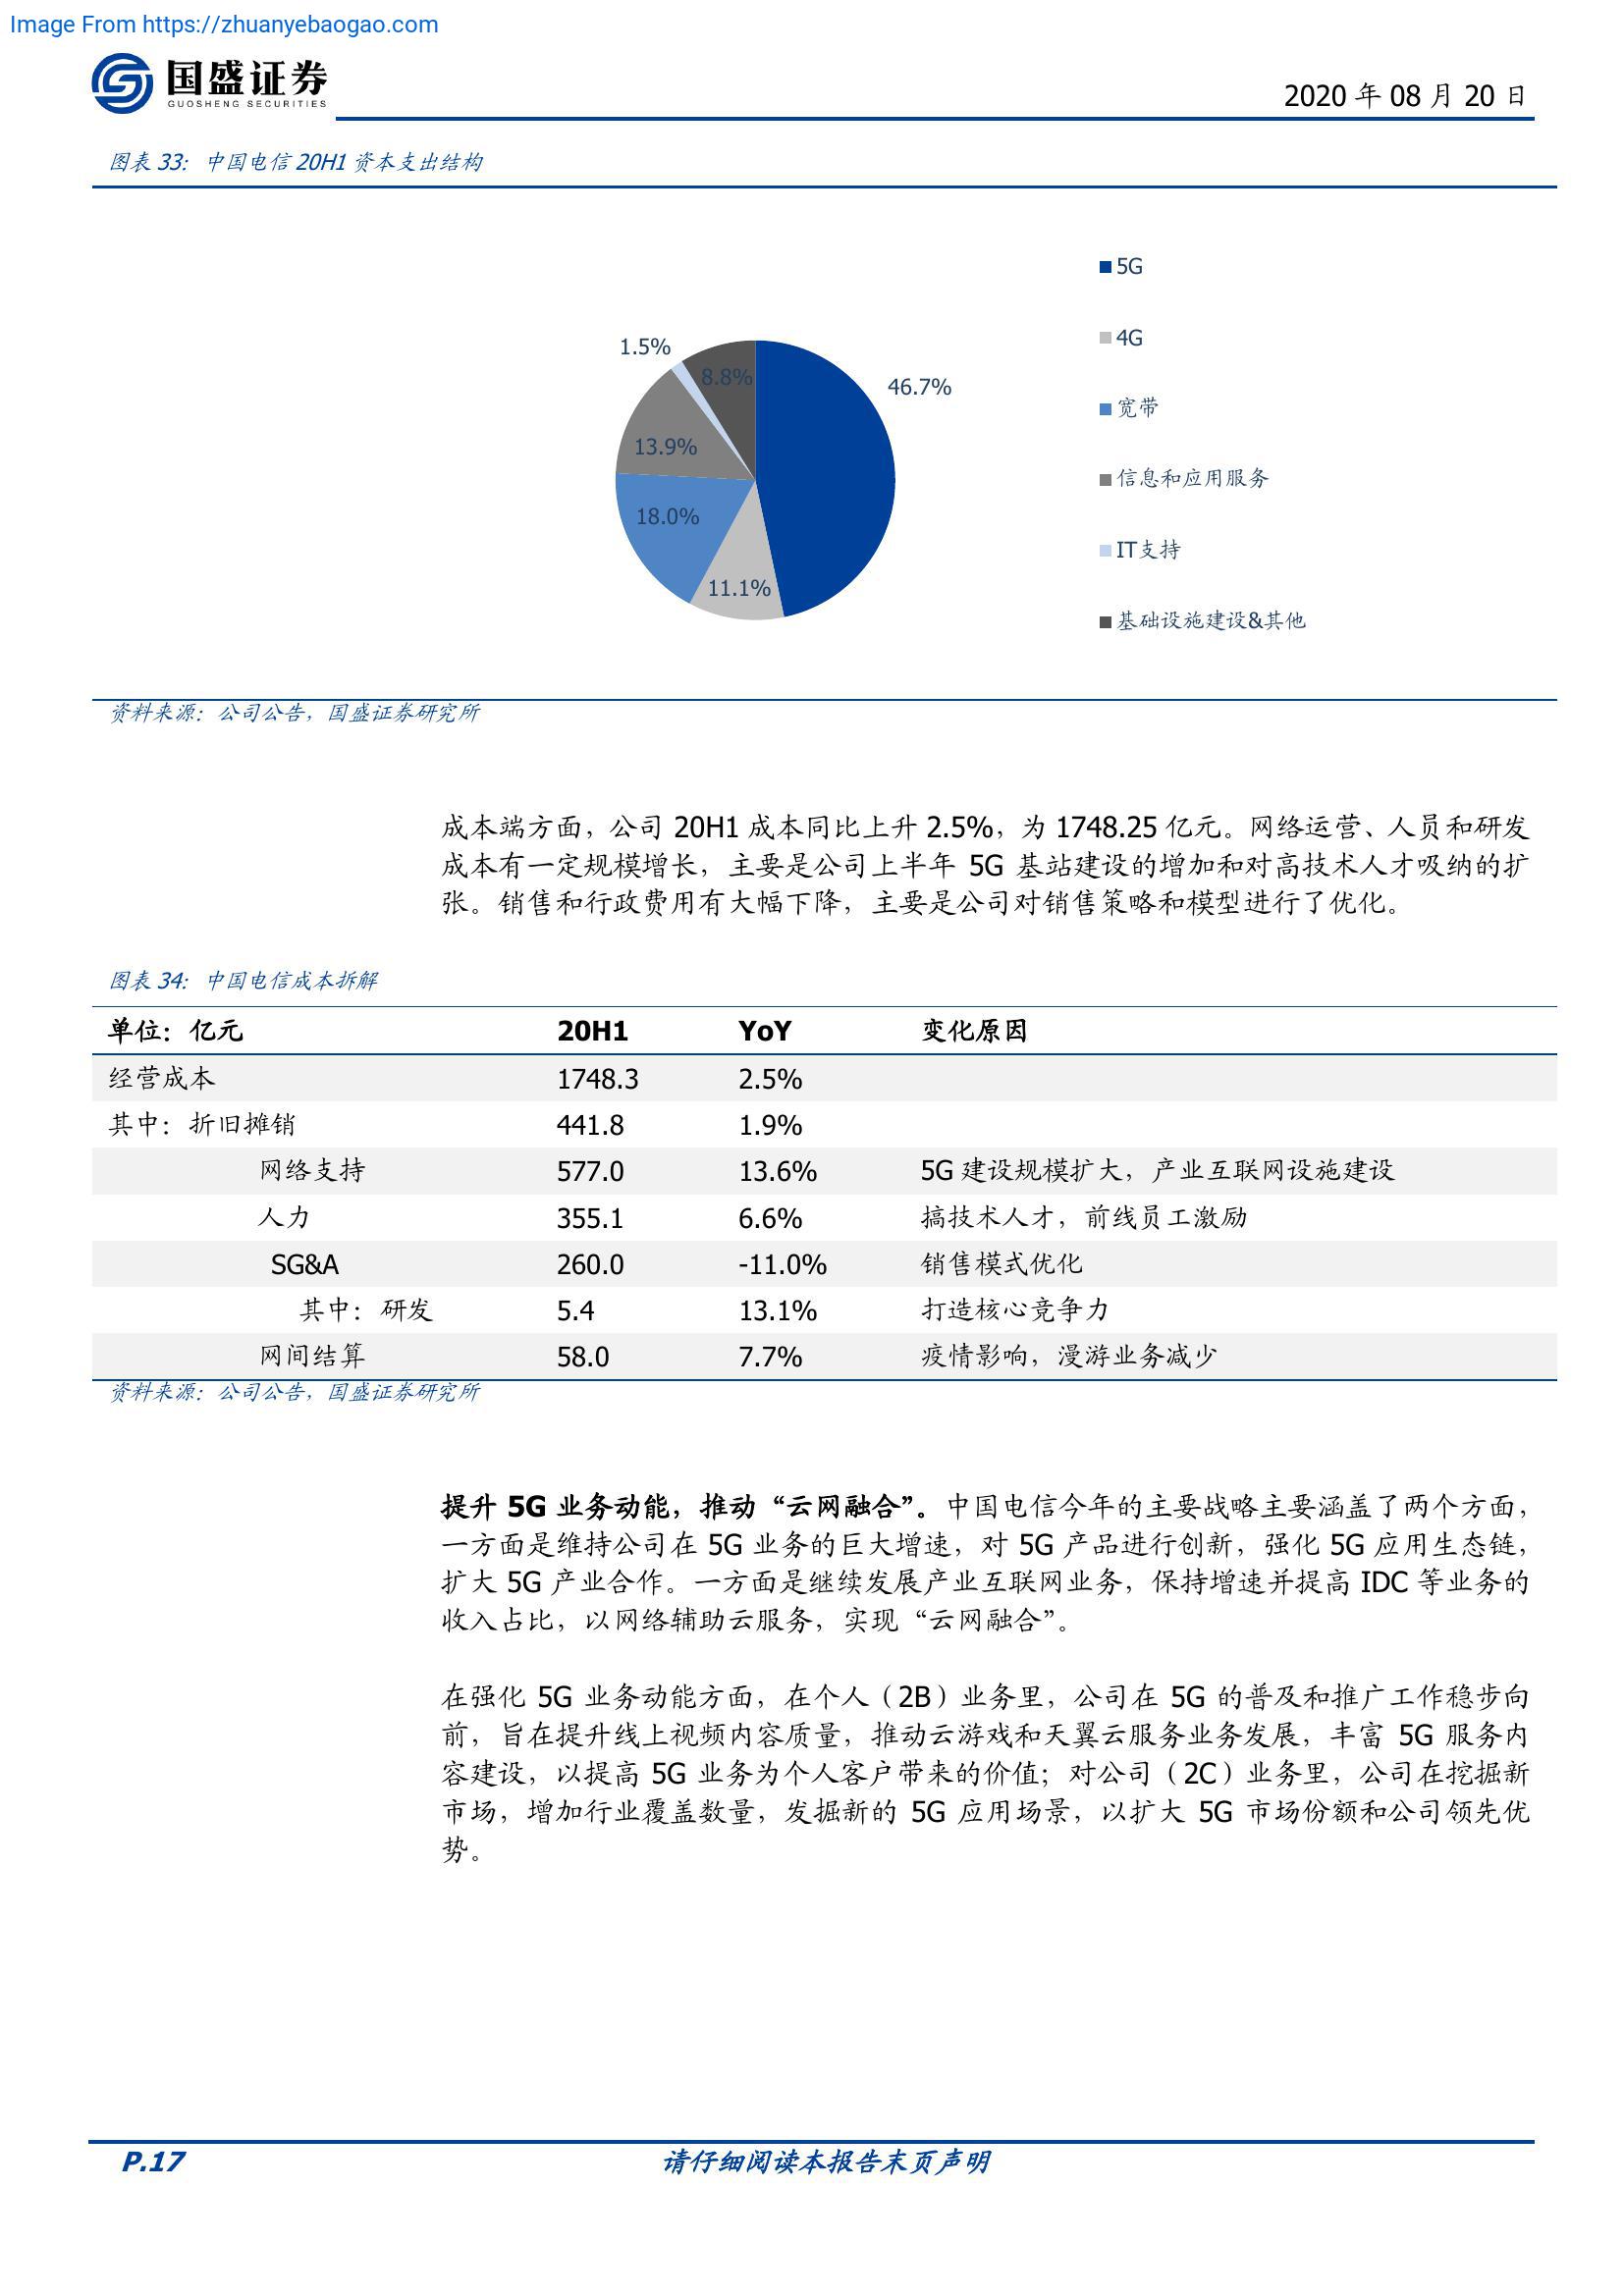 Image From https://zhuanyebaogao.com
国盛证券
GUOSHENG SECURITIES
2020 年 08 月 20 日
图表 33: 中国电信 20H1 资本支出结构
5G
4G
宽带
信息和应用服务
IT支持
基础设施建设&其他
1.5%
8.8%
46.7%
13.9%
18.0%
11.1%
资料来源：公司公告，国盛证券研究所
成本端方面，公司 20H1 成本同比上升 2.5%，为 1748.25 亿元。网络运营、人员和研发
成本有一定规模增长，主要是公司上半年 5G 基站建设的增加和对高技术人才吸纳的扩
张。销售和行政费用有大幅下降，主要是公司对销售策略和模型进行了优化。
图表 34: 中国电信成本拆解
单位：亿元 20H1 YoY 变化原因
经营成本 1748.3 2.5%
其中：折旧摊销 441.8 1.9%
网络支持 577.0 13.6% 5G 建设规模扩大，产业互联网设施建设
人力 355.1 6.6% 搞技术人才，前线员工激励
SG&A 260.0 -11.0% 销售模式优化
其中：研发 5.4 13.1% 打造核心竞争力
网间结算 58.0 7.7% 疫情影响，漫游业务减少
资料来源：公司公告，国盛证券研究所
提升 5G 业务动能，推动“云网融合”。中国电信今年的主要战略主要涵盖了两个方面，
一方面是维持公司在 5G 业务的巨大增速，对 5G 产品进行创新，强化 5G 应用生态链，
扩大 5G 产业合作。一方面是继续发展产业互联网业务，保持增速并提高 IDC 等业务的
收入占比，以网络辅助云服务，实现“云网融合”。
在强化 5G 业务动能方面，在个人（2B）业务里，公司在 5G 的普及和推广工作稳步向
前，旨在提升线上视频内容质量，推动云游戏和天翼云服务业务发展，丰富 5G 服务内
容建设，以提高 5G 业务为个人客户带来的价值；对公司（2C）业务里，公司在挖掘新
市场，增加行业覆盖数量，发掘新的 5G 应用场景，以扩大 5G 市场份额和公司领先优
势。
P.17
请仔细阅读本报告末页声明